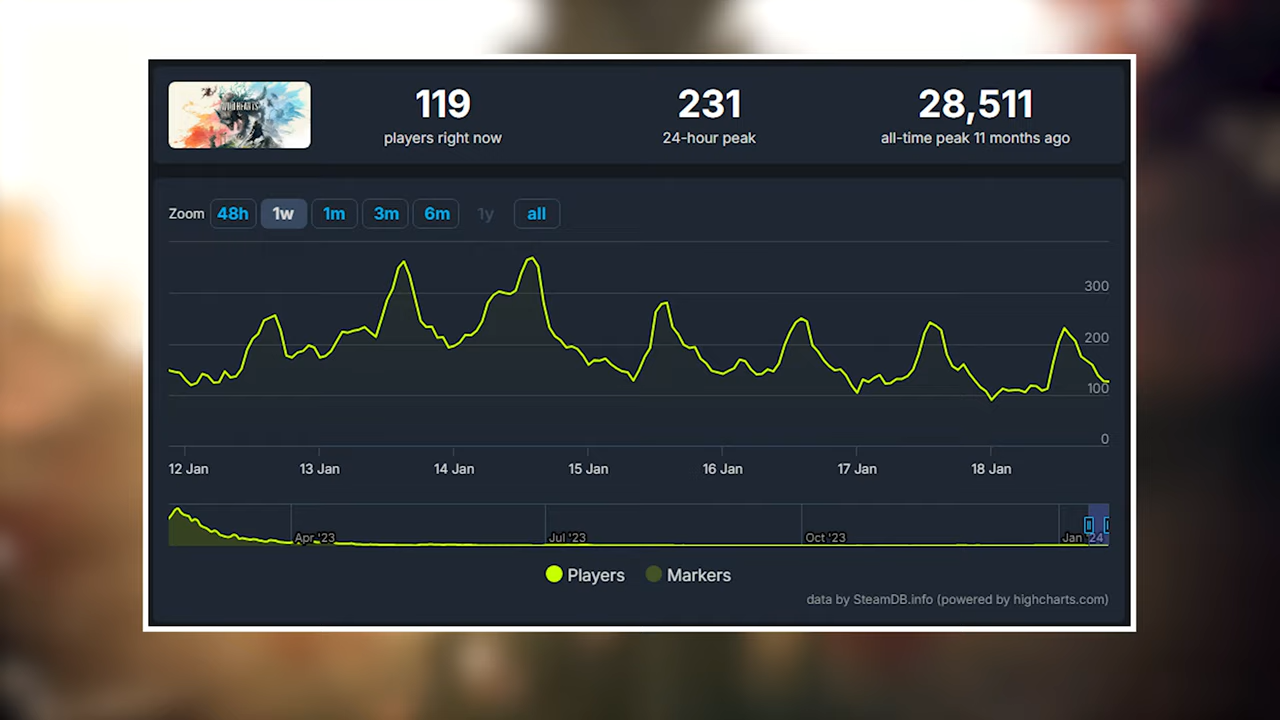 WILD HEARTS
119
players right now
231
24-hour peak
28,511
all-time peak 11 months ago
Zoom 48h 1w 1m 3m 6m 1y all
300
200
100
0
12 Jan 13 Jan 14 Jan 15 Jan 16 Jan 17 Jan 18 Jan
Apr '23 Jul '23 Oct '23 Jan '24
Players Markers
data by SteamDB.info (powered by highcharts.com)